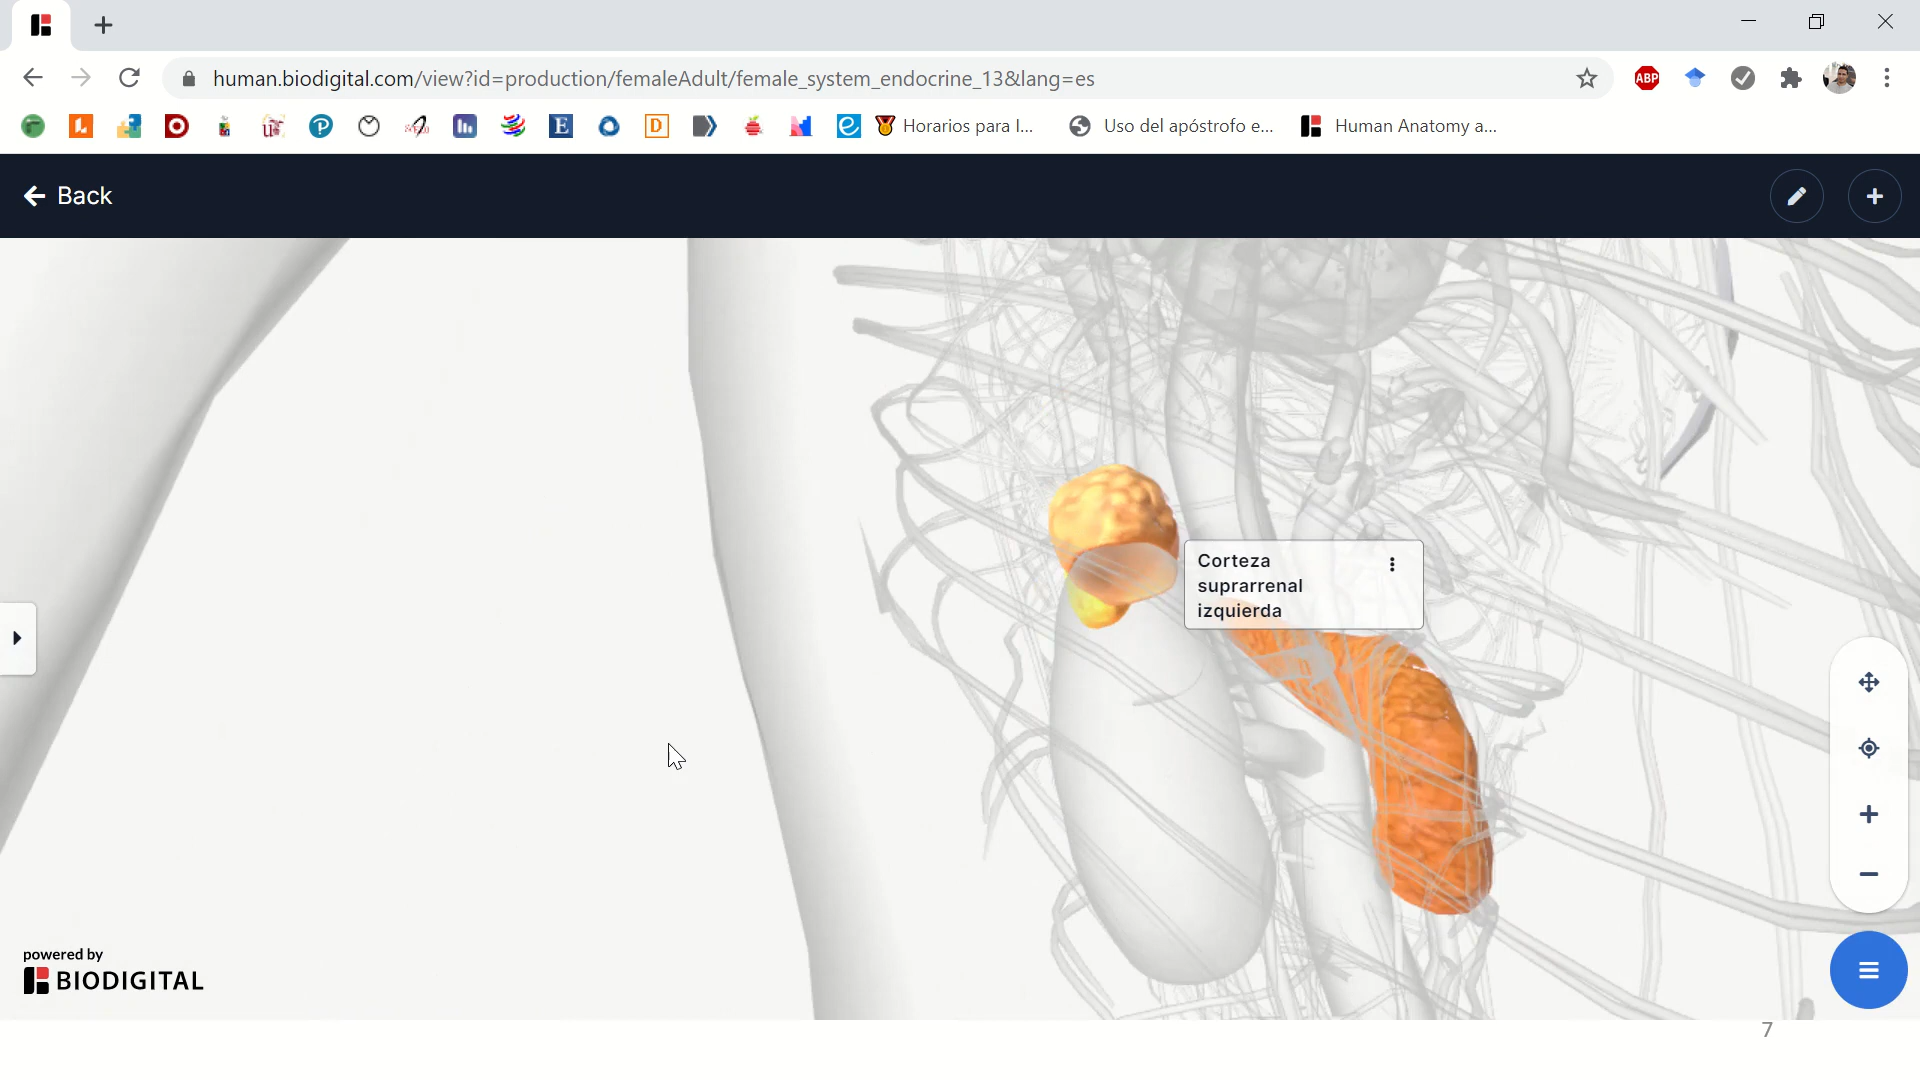 human.biodigital.com/view?id=production/femaleAdult/female_system_endocrine_13&lang=es
ABP
Horarios para l...
Uso del apóstrofo e...
Human Anatomy a...
Back
Corteza
suprarrenal
izquierda
powered by
BIODIGITAL
7